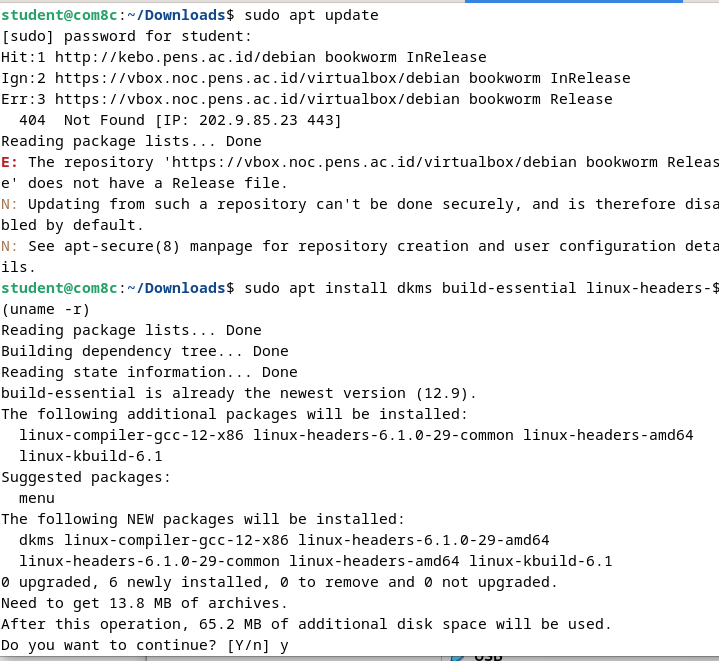 student@com8c:~/Downloads$ sudo apt update
[sudo] password for student:
Hit:1 http://kebo.pens.ac.id/debian bookworm InRelease
Ign:2 https://vbox.noc.pens.ac.id/virtualbox/debian bookworm InRelease
Err:3 https://vbox.noc.pens.ac.id/virtualbox/debian bookworm Release
  404  Not Found [IP: 202.9.85.23 443]
Reading package lists... Done
E: The repository 'https://vbox.noc.pens.ac.id/virtualbox/debian bookworm Releas
e' does not have a Release file.
N: Updating from such a repository can't be done securely, and is therefore disa
bled by default.
N: See apt-secure(8) manpage for repository creation and user configuration deta
ils.
student@com8c:~/Downloads$ sudo apt install dkms build-essential linux-headers-$
(uname -r)
Reading package lists... Done
Building dependency tree... Done
Reading state information... Done
build-essential is already the newest version (12.9).
The following additional packages will be installed:
  linux-compiler-gcc-12-x86 linux-headers-6.1.0-29-common linux-headers-amd64
  linux-kbuild-6.1
Suggested packages:
  menu
The following NEW packages will be installed:
  dkms linux-compiler-gcc-12-x86 linux-headers-6.1.0-29-amd64
  linux-headers-6.1.0-29-common linux-headers-amd64 linux-kbuild-6.1
0 upgraded, 6 newly installed, 0 to remove and 0 not upgraded.
Need to get 13.8 MB of archives.
After this operation, 65.2 MB of additional disk space will be used.
Do you want to continue? [Y/n] y
USB